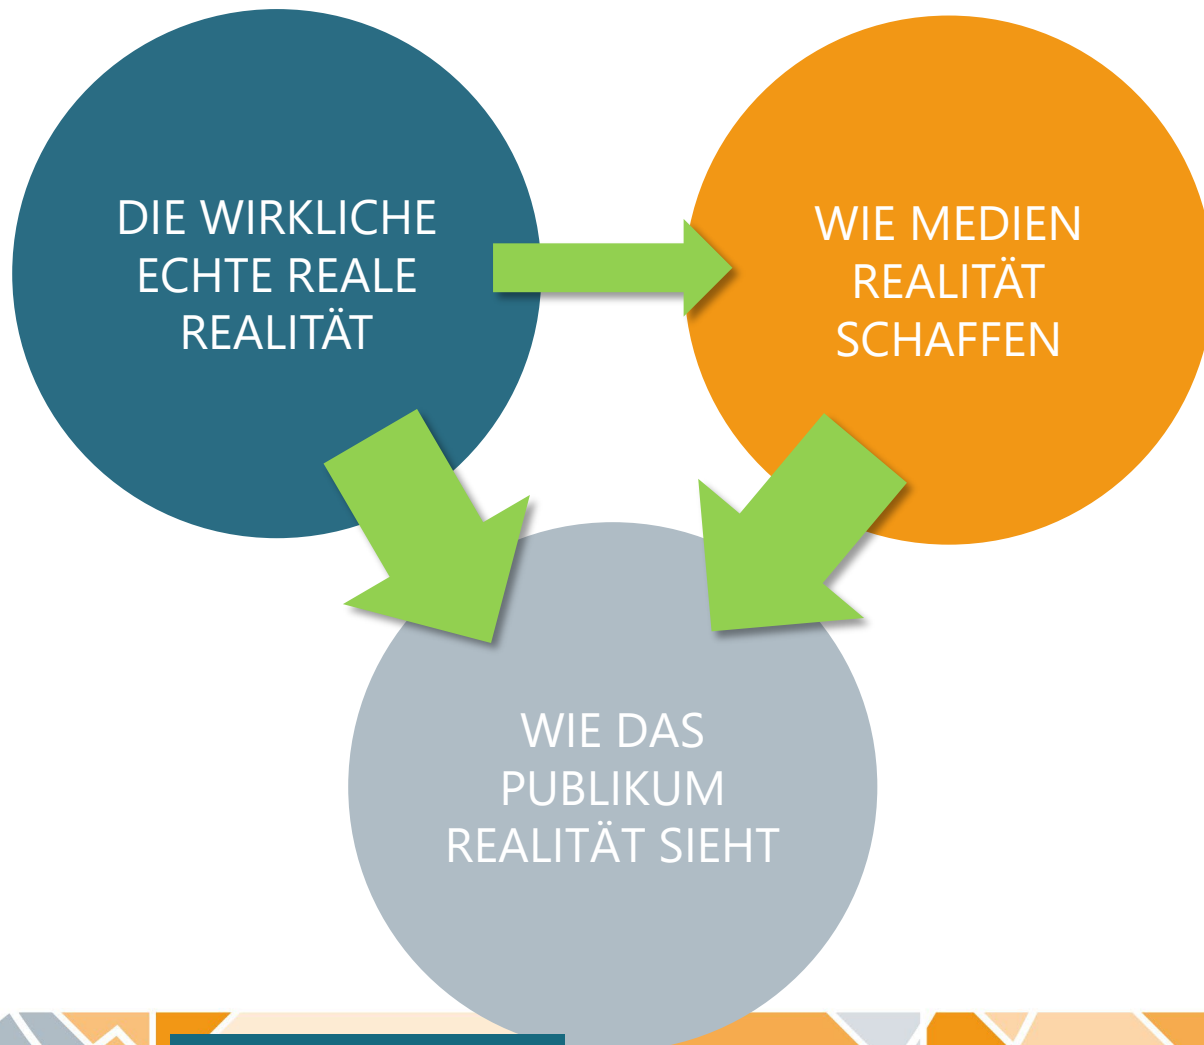 DIE WIRKLICHE
ECHTE REALE
REALITÄT
WIE MEDIEN
REALITÄT
SCHAFFEN
WIE DAS
PUBLIKUM
REALITÄT SIEHT